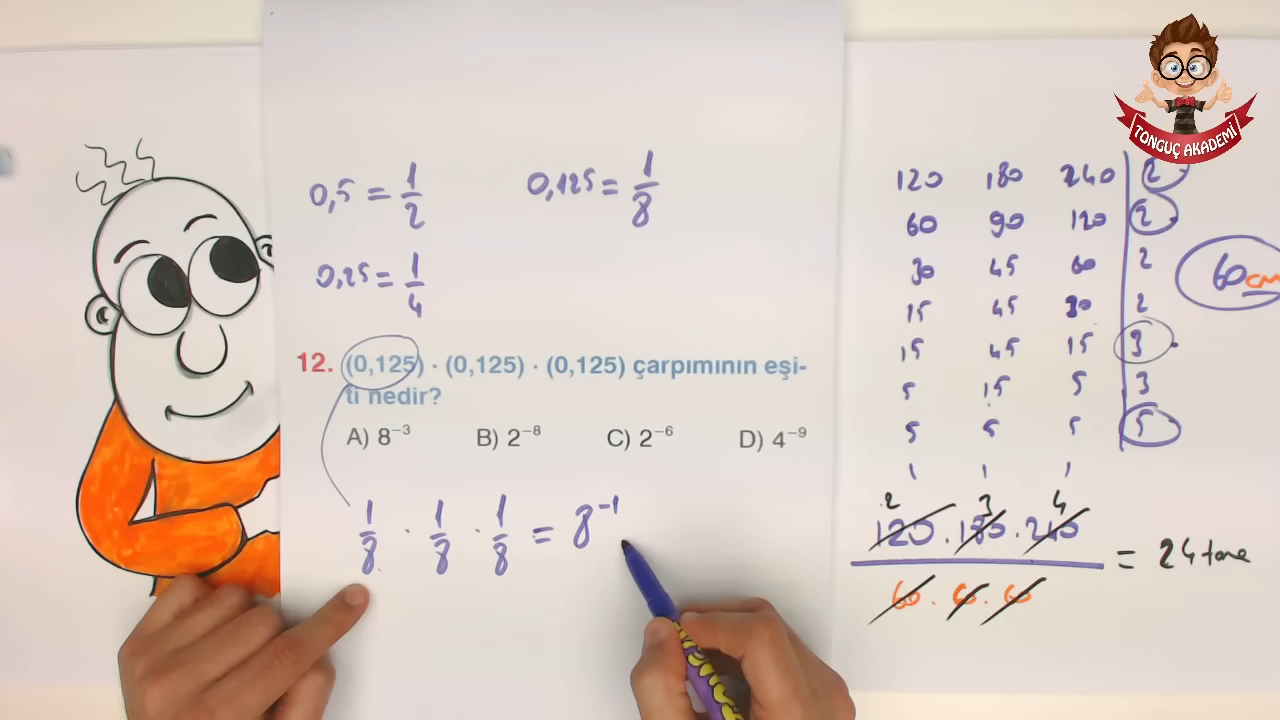 TONGUÇ AKADEMİ
0,5 = 1/2
0,125 = 1/8
0,25 = 1/4
12. (0,125) · (0,125) · (0,125) çarpımının eşi-
ti nedir?
A) 8⁻³ B) 2⁻⁸ C) 2⁻⁶ D) 4⁻⁹
1/8 · 1/8 · 1/8 = 8⁻¹
120 180 240 2
60 90 120 2
30 45 60 2
15 45 30 2
15 45 15 3
5 15 5 3
5 5 5 5
1 1 1
60 cm
2 3 4
120 . 180 . 240
60 . 60 . 60
= 24 tane